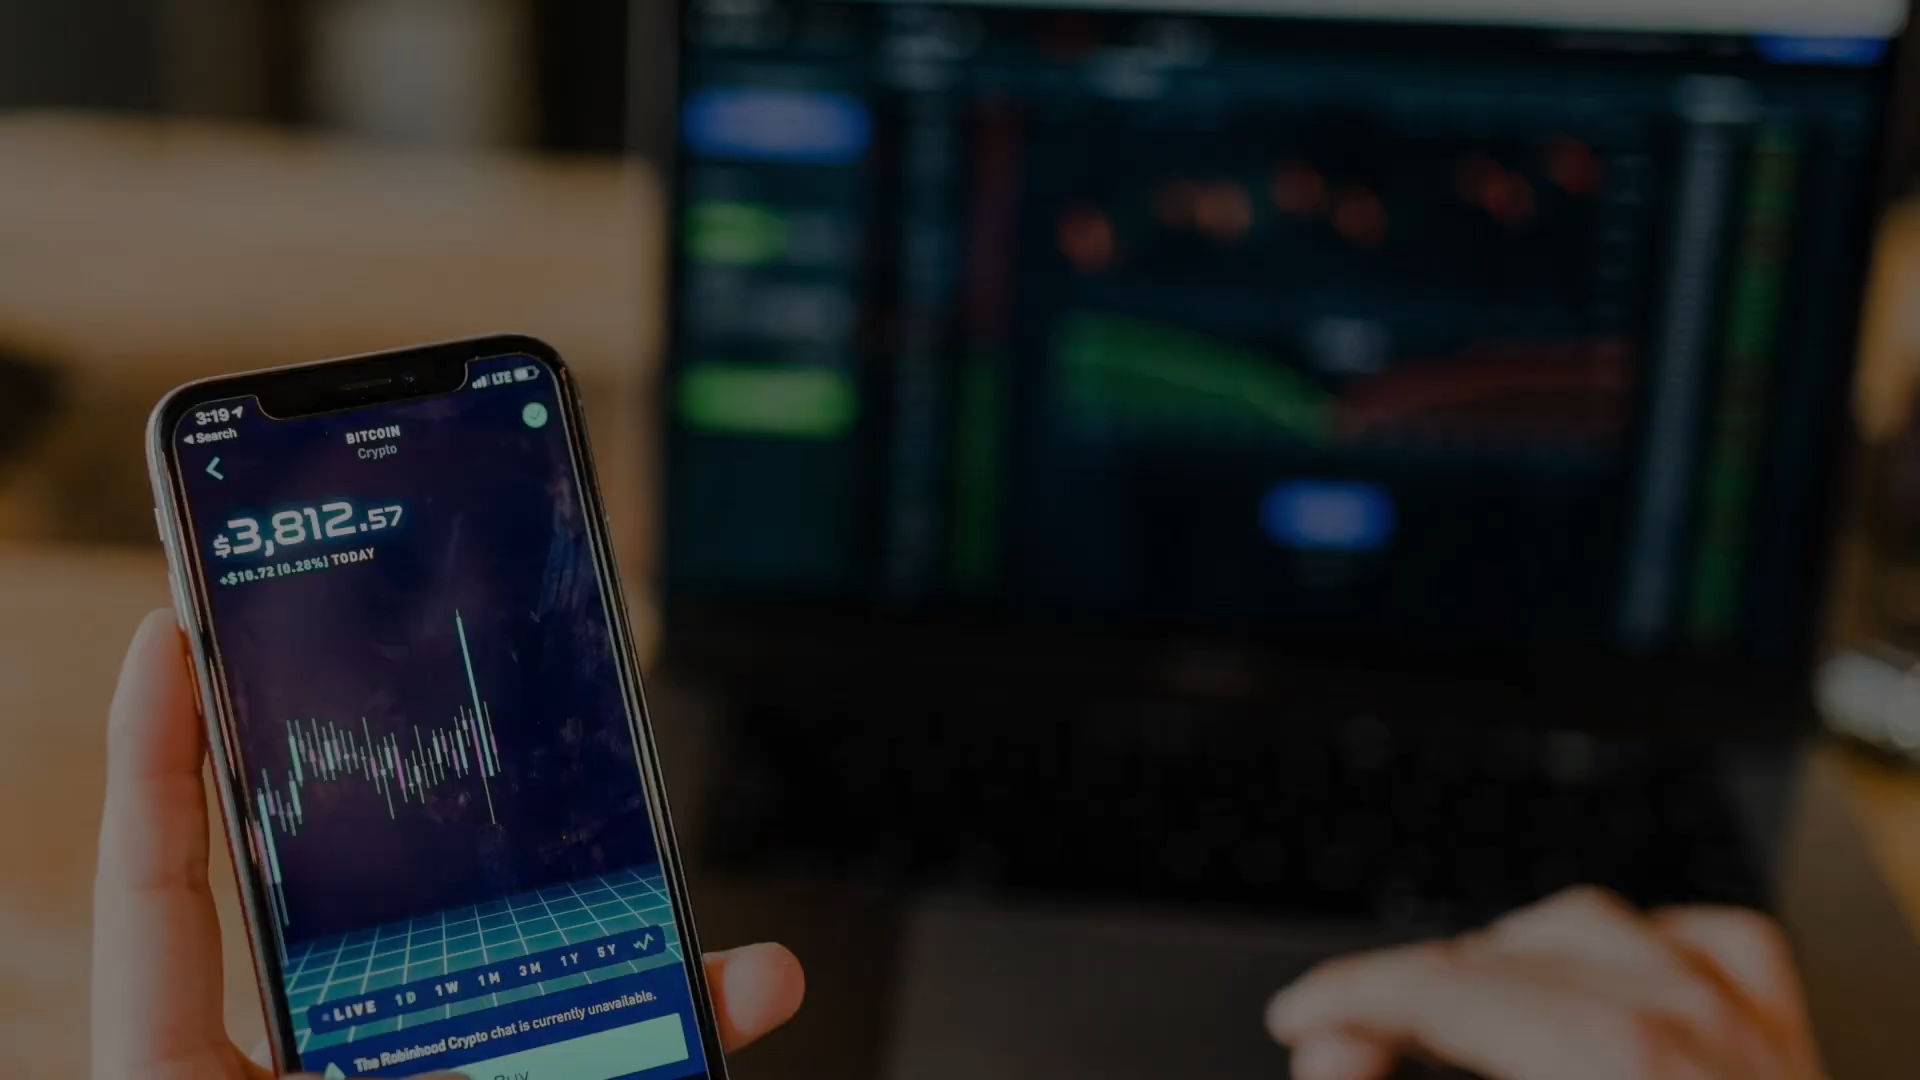 3:19
LTE
Search
BITCOIN
Crypto
$3,812.57
+$10.72 (0.28%) TODAY
LIVE 1D 1W 1M 3M 1Y 5Y
The Robinhood Crypto chat is currently unavailable.
Buy